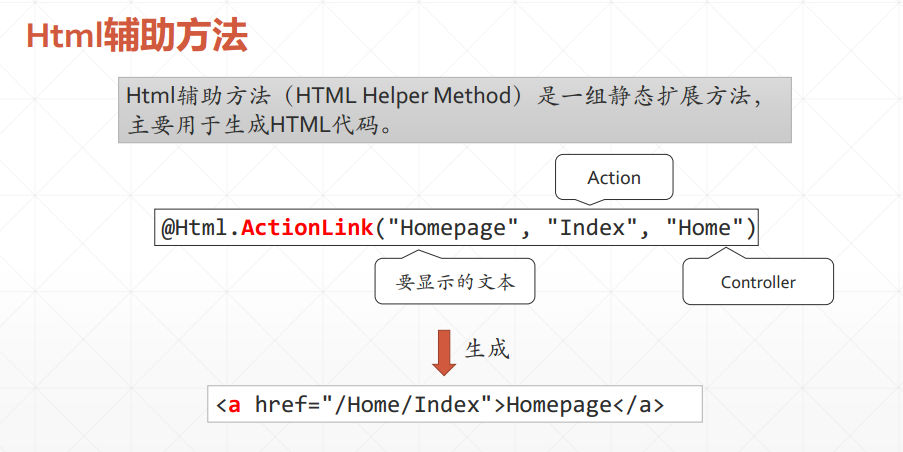 Html辅助方法
Html辅助方法（HTML Helper Method）是一组静态扩展方法，
主要用于生成HTML代码。
Action
@Html.ActionLink("Homepage", "Index", "Home")
要显示的文本
Controller
生成
<a href="/Home/Index">Homepage</a>